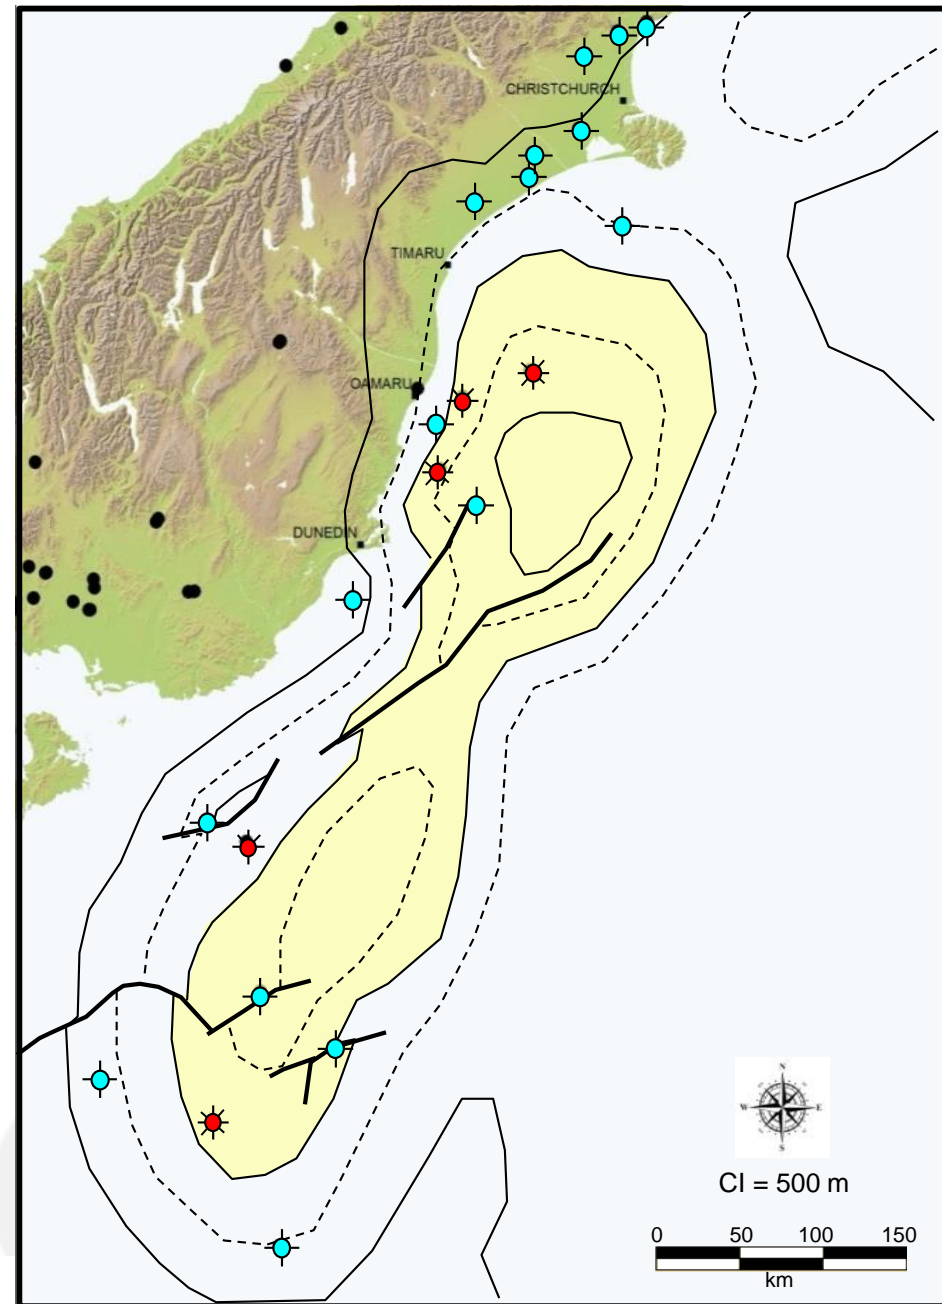 CHRISTCHURCH
TIMARU
OAMARU
DUNEDIN
N
W E
S
CI = 500 m
0 50 100 150
km